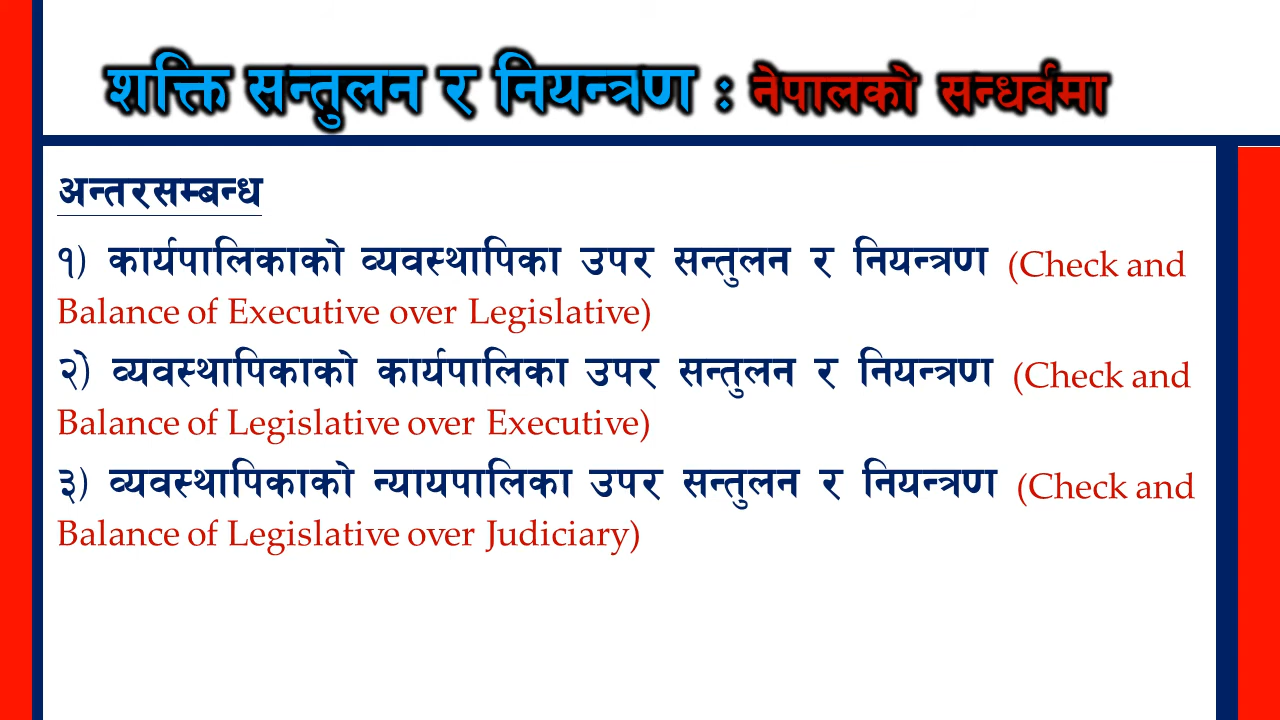 शक्ति सन्तुलन र नियन्त्रण : नेपालको सन्धर्वमा
अन्तरसम्बन्ध
१) कार्यपालिकाको व्यवस्थापिका उपर सन्तुलन र नियन्त्रण (Check and
Balance of Executive over Legislative)
२) व्यवस्थापिकाको कार्यपालिका उपर सन्तुलन र नियन्त्रण (Check and
Balance of Legislative over Executive)
३) व्यवस्थापिकाको न्यायपालिका उपर सन्तुलन र नियन्त्रण (Check and
Balance of Legislative over Judiciary)